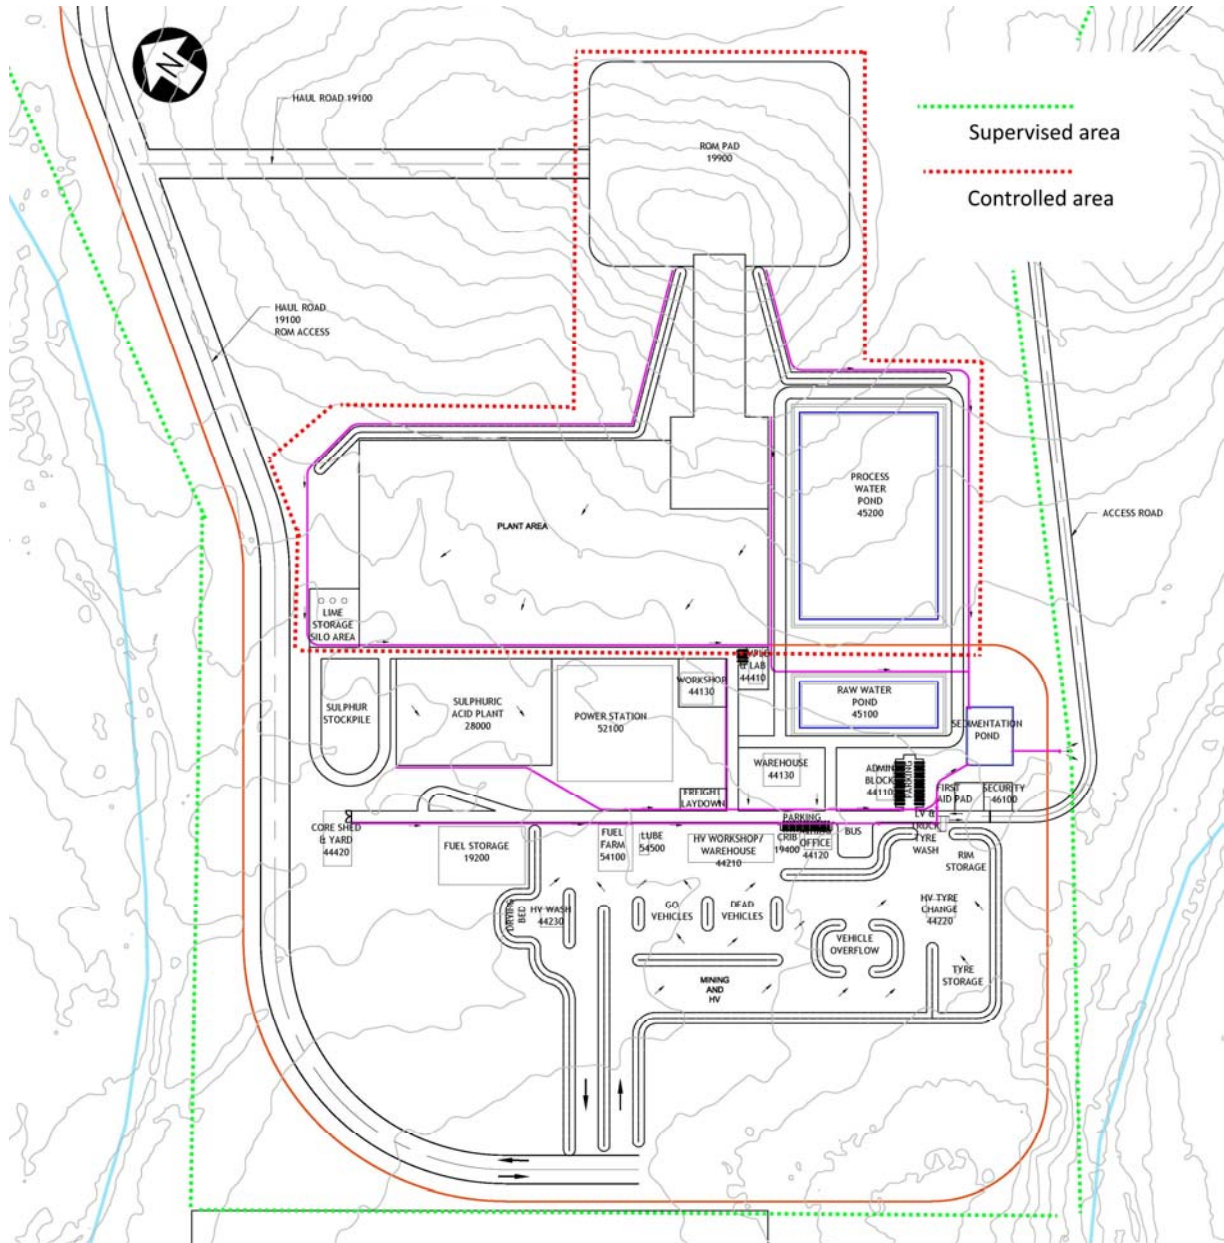 N
HAUL ROAD 19100
ROM PAD
19900
Supervised area
Controlled area
HAUL ROAD
19100
ROM ACCESS
PROCESS
WATER
POND
45200
ACCESS ROAD
PLANT AREA
LIME
STORAGE
SILO AREA
& LAB
44410
WORKSHOP
44130
SULPHUR
STOCKPILE
SULPHURIC
ACID PLANT
28000
POWER STATION
52100
RAW WATER
POND
45100
SEDIMENTATION
POND
WAREHOUSE
44130
ADMIN
BLOCK
44110
PARKING
FREIGHT
LAYDOWN
FIRST
AID PAD
SECURITY
46100
CORE SHED
& YARD
44420
FUEL STORAGE
19200
FUEL
FARM
54100
LUBE
54500
HV WORKSHOP/
WAREHOUSE
44210
PARKING
CRIB
19400
OFFICE
44120
BUS
LV &
TRUCK
TYRE
WASH
RIM
STORAGE
DRYING
BED
HV WASH
44230
GO
VEHICLES
DEAD
VEHICLES
HV TYRE
CHANGE
44220
VEHICLE
OVERFLOW
MINING
AND
HV
TYRE
STORAGE